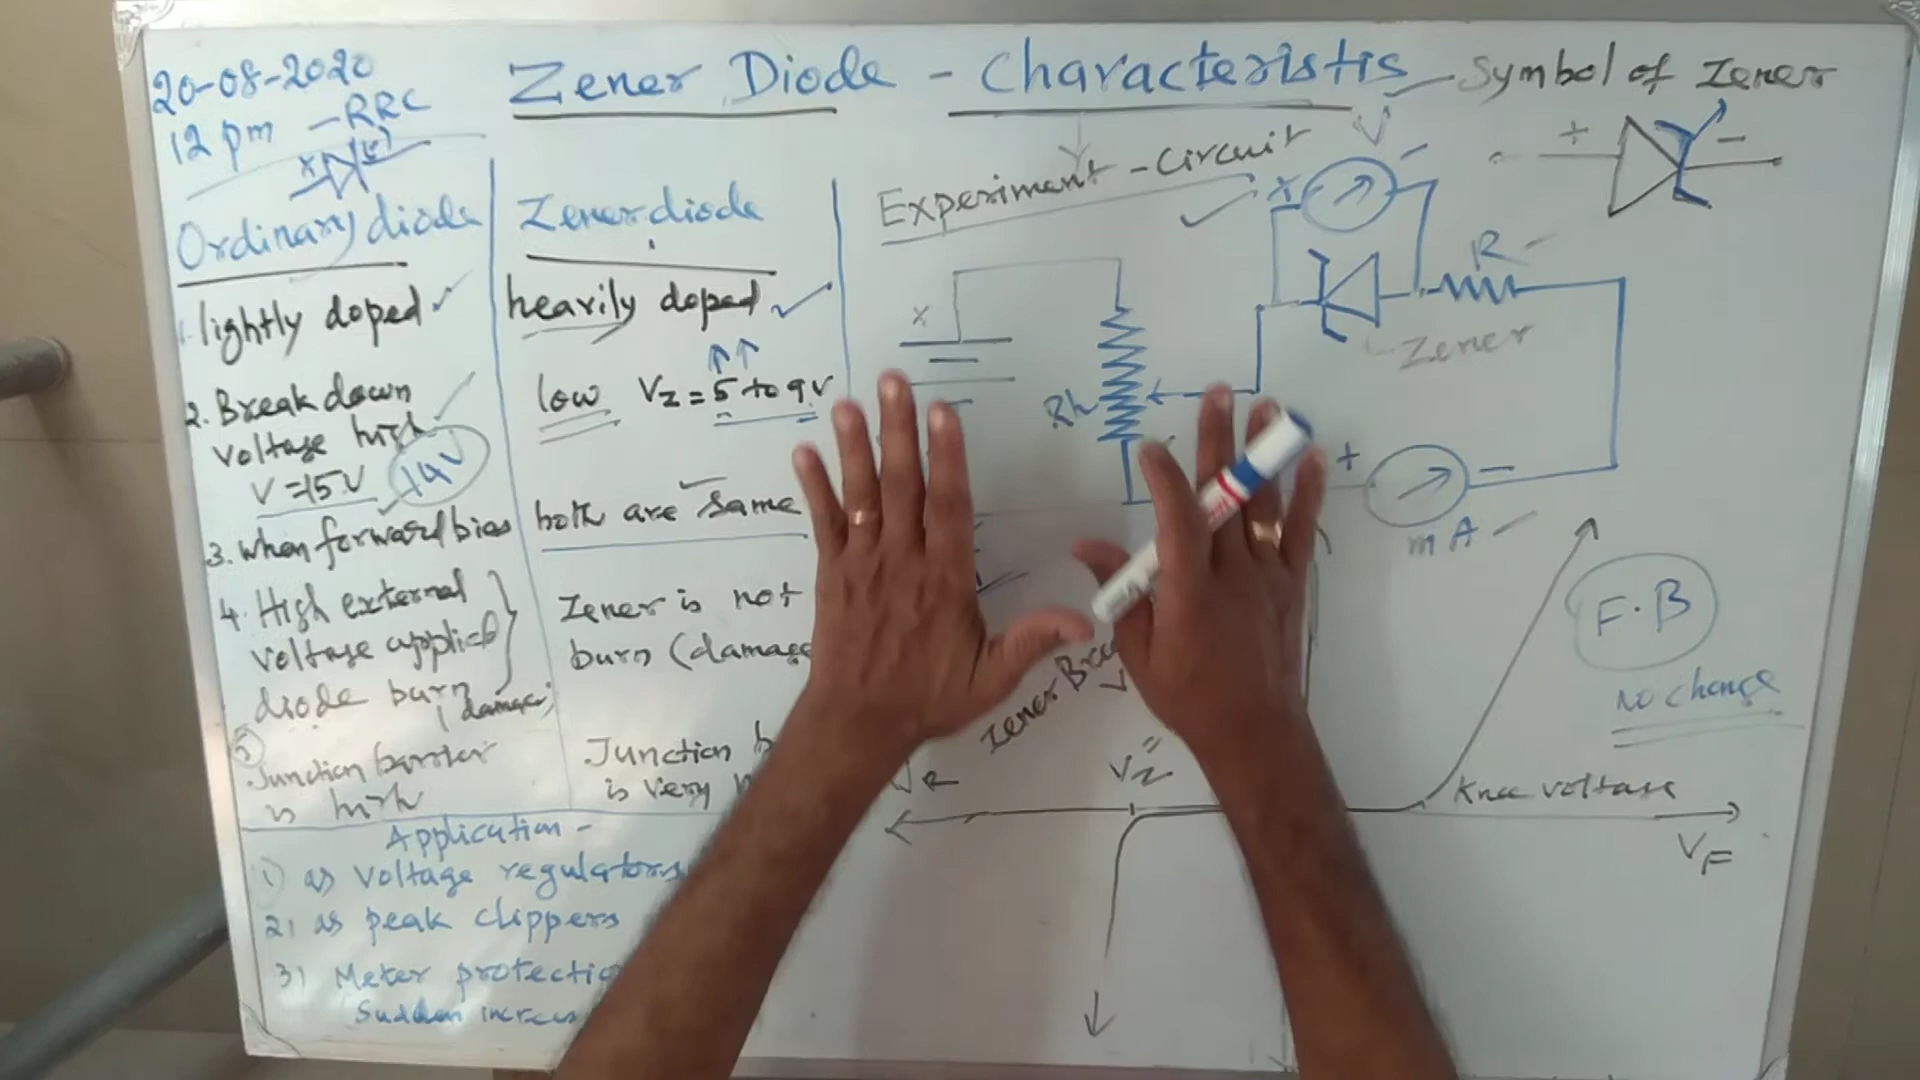 20-08-2020
12 pm - RRC
Zener Diode - Characteristis
Symbol of Zener
+ -
Ordinary diode
1. lightly doped
2. Break down
Voltage high
V = 15V 14V
3. When forward bias
4. High external
Voltage applied
diode burn
(damage)
5
Junction barrier
is high
Zener diode
heavily doped
low Vz = 5 to 9V
both are same
Zener is not
burn (damage
Junction b
is very
Application -
1) as voltage regulators
2) as peak clippers
3) Meter protectio
Sudden increas
Experiment - Circuit
V
R
Zener
Rh
+ -
mA
F.B
No change
Zener Brea
VR
Vz
Knee voltage
VF